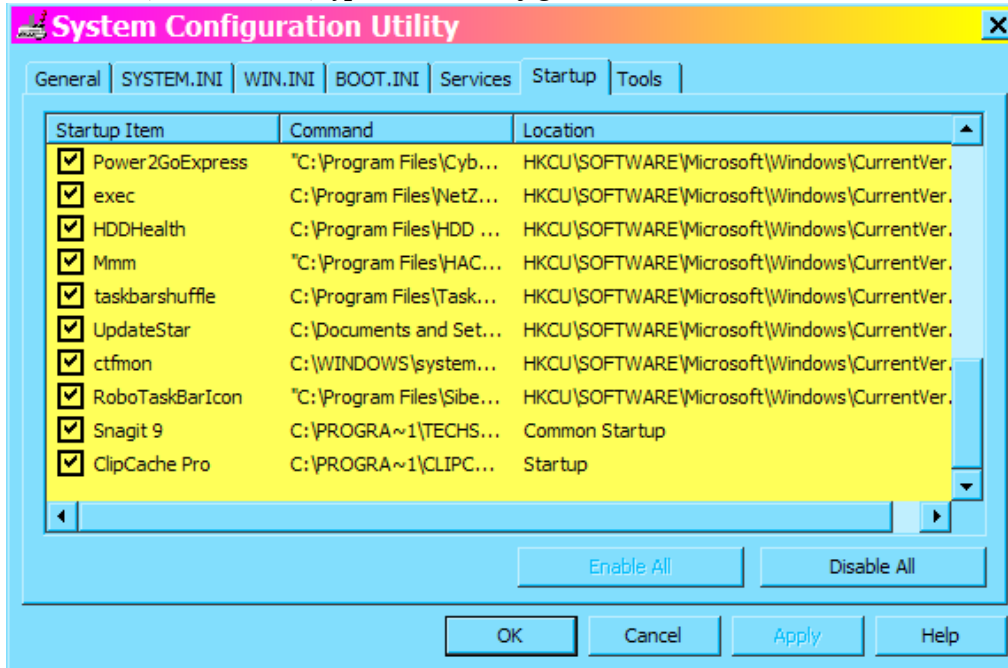 System Configuration Utility
General SYSTEM.INI WIN.INI BOOT.INI Services Startup Tools
Startup Item Command Location
Power2GoExpress "C:\Program Files\Cyb... HKCU\SOFTWARE\Microsoft\Windows\CurrentVer.
exec C:\Program Files\NetZ... HKCU\SOFTWARE\Microsoft\Windows\CurrentVer.
HDDHealth C:\Program Files\HDD ... HKCU\SOFTWARE\Microsoft\Windows\CurrentVer.
Mmm "C:\Program Files\HAC... HKCU\SOFTWARE\Microsoft\Windows\CurrentVer.
taskbarshuffle C:\Program Files\Task... HKCU\SOFTWARE\Microsoft\Windows\CurrentVer.
UpdateStar C:\Documents and Set... HKCU\SOFTWARE\Microsoft\Windows\CurrentVer.
ctfmon C:\WINDOWS\system... HKCU\SOFTWARE\Microsoft\Windows\CurrentVer.
RoboTaskBarIcon "C:\Program Files\Sibe... HKCU\SOFTWARE\Microsoft\Windows\CurrentVer.
Snagit 9 C:\PROGRA~1\TECHS... Common Startup
ClipCache Pro C:\PROGRA~1\CLIPC... Startup
Enable All Disable All
OK Cancel Apply Help